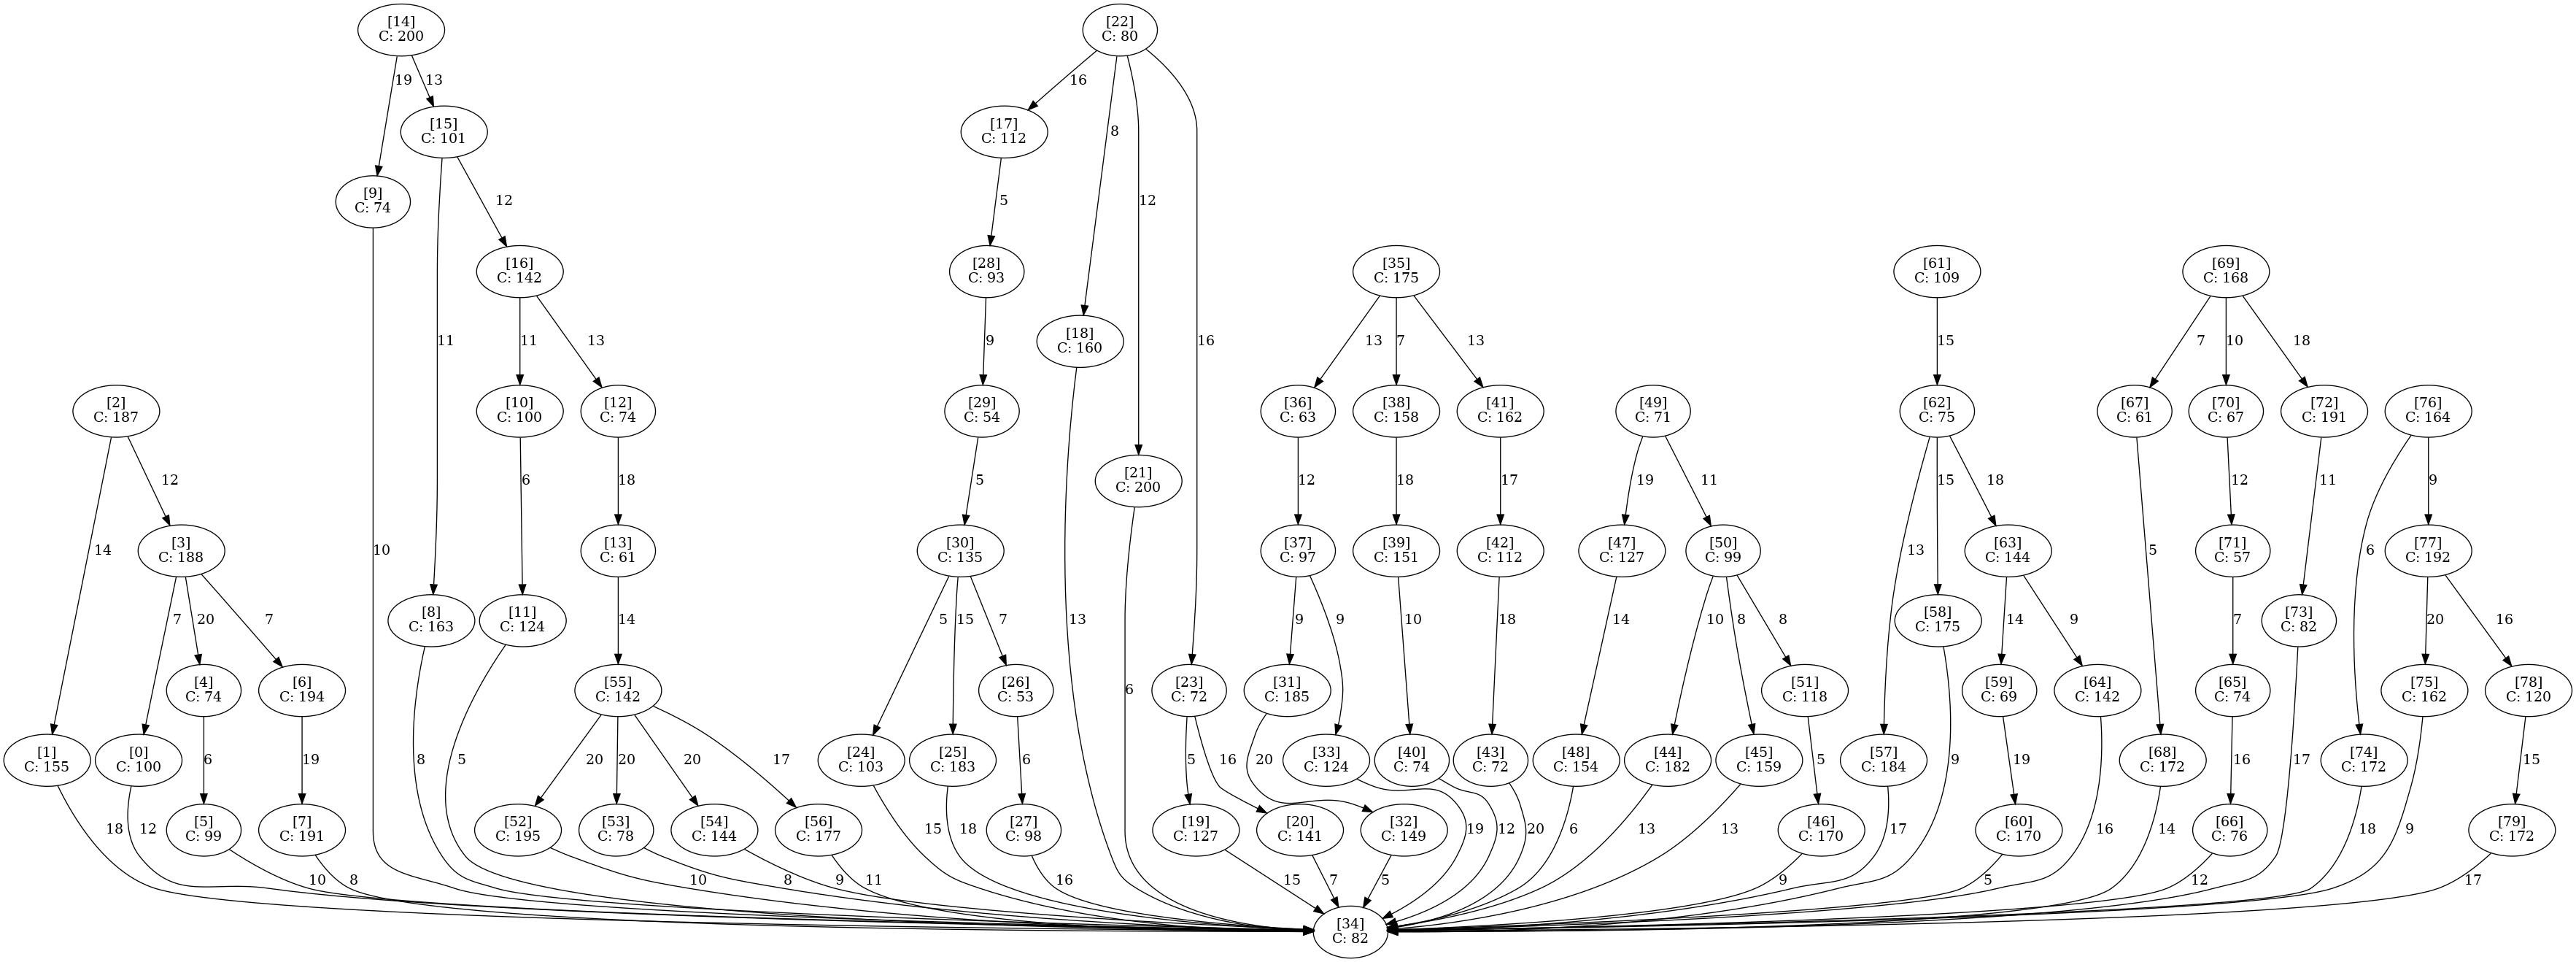 [14]
C: 200
[22]
C: 80
19
13
16
8
12
16
[15]
C: 101
[17]
C: 112
[9]
C: 74
12
5
[16]
C: 142
[28]
C: 93
[35]
C: 175
[61]
C: 109
[69]
C: 168
11
11
13
9
[18]
C: 160
13
7
13
15
7
10
18
[2]
C: 187
[10]
C: 100
[12]
C: 74
[29]
C: 54
[36]
C: 63
[38]
C: 158
[41]
C: 162
[49]
C: 71
[62]
C: 75
[67]
C: 61
[70]
C: 67
[72]
C: 191
[76]
C: 164
12
6
18
5
[21]
C: 200
12
18
17
19
11
15
18
12
11
9
14
10
[3]
C: 188
[13]
C: 61
[30]
C: 135
[37]
C: 97
[39]
C: 151
[42]
C: 112
[47]
C: 127
[50]
C: 99
13
[63]
C: 144
5
[71]
C: 57
6
[77]
C: 192
7
20
7
[8]
C: 163
[11]
C: 124
14
5
15
7
13
9
9
10
18
14
10
8
8
[58]
C: 175
14
9
7
[73]
C: 82
20
16
[4]
C: 74
[6]
C: 194
[55]
C: 142
[26]
C: 53
6
[23]
C: 72
[31]
C: 185
[51]
C: 118
[59]
C: 69
[64]
C: 142
[65]
C: 74
[75]
C: 162
[78]
C: 120
[1]
C: 155
[0]
C: 100
6
19
8
5
20
20
20
17
[24]
C: 103
[25]
C: 183
6
5
16
20
[33]
C: 124
[40]
C: 74
[43]
C: 72
[48]
C: 154
[44]
C: 182
[45]
C: 159
5
[57]
C: 184
9
19
[68]
C: 172
16
17
[74]
C: 172
15
18
12
[5]
C: 99
[7]
C: 191
[52]
C: 195
[53]
C: 78
[54]
C: 144
[56]
C: 177
15
18
[27]
C: 98
[19]
C: 127
[20]
C: 141
[32]
C: 149
19
12
20
6
13
13
[46]
C: 170
[60]
C: 170
16
[66]
C: 76
9
[79]
C: 172
10
8
10
8
9
11
16
15
7
5
9
17
5
14
12
18
17
[34]
C: 82